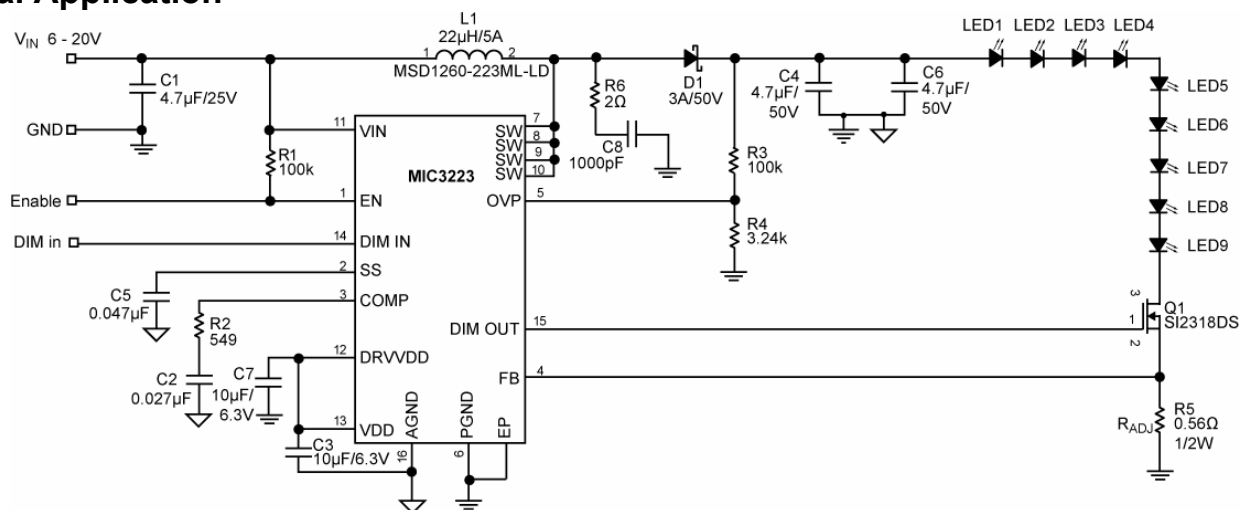 al Application
L1
22µH/5A
1 2
MSD1260-223ML-LD
VIN 6 - 20V
C1
4.7µF/25V
GND
R1
100k
Enable
DIM in
R6
2Ω
C8
1000pF
D1
3A/50V
C4
4.7µF/
50V
C6
4.7µF/
50V
LED1 LED2 LED3 LED4
LED5
LED6
LED7
LED8
LED9
R3
100k
R4
3.24k
MIC3223
11 VIN
1 EN
14 DIM IN
2 SS
3 COMP
12 DRVVDD
13 VDD
SW 7
SW 8
SW 9
SW 10
OVP 5
DIM OUT 15
FB 4
AGND
16
PGND
6
EP
C5
0.047µF
R2
549
C2
0.027µF
C7
10µF/
6.3V
C3
10µF/6.3V
3
1
2
Q1
SI2318DS
RADJ
R5
0.56Ω
1/2W